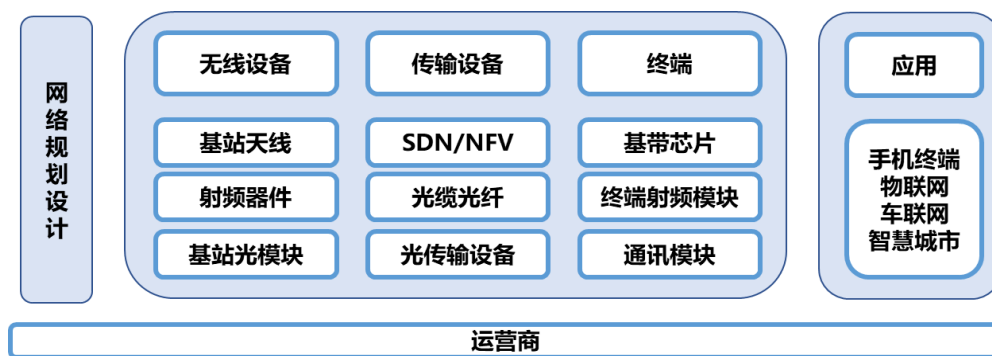 网络规划设计
无线设备
传输设备
终端
基站天线
SDN/NFV
基带芯片
射频器件
光缆光纤
终端射频模块
基站光模块
光传输设备
通讯模块
应用
手机终端
物联网
车联网
智慧城市
运营商